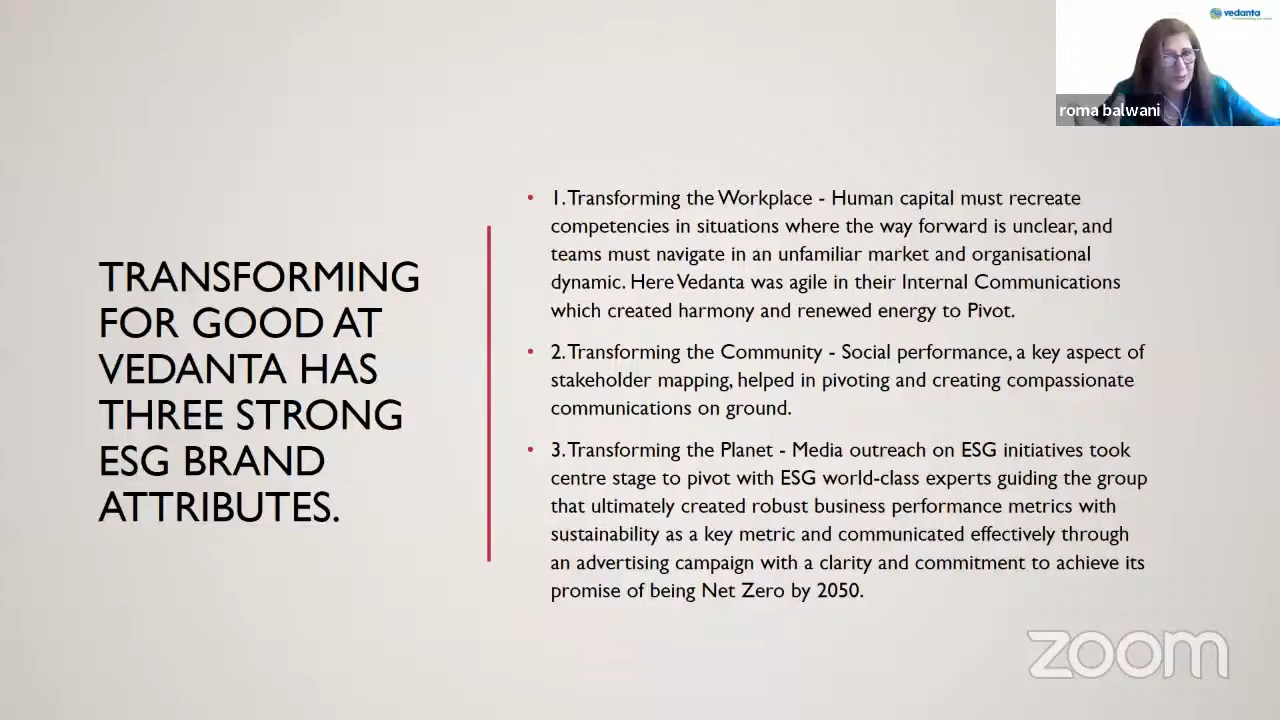 vedanta
roma balwani
TRANSFORMING
FOR GOOD AT
VEDANTA HAS
THREE STRONG
ESG BRAND
ATTRIBUTES.
• 1. Transforming the Workplace - Human capital must recreate
competencies in situations where the way forward is unclear, and
teams must navigate in an unfamiliar market and organisational
dynamic. Here Vedanta was agile in their Internal Communications
which created harmony and renewed energy to Pivot.
• 2. Transforming the Community - Social performance, a key aspect of
stakeholder mapping, helped in pivoting and creating compassionate
communications on ground.
• 3. Transforming the Planet - Media outreach on ESG initiatives took
centre stage to pivot with ESG world-class experts guiding the group
that ultimately created robust business performance metrics with
sustainability as a key metric and communicated effectively through
an advertising campaign with a clarity and commitment to achieve its
promise of being Net Zero by 2050.
zoom